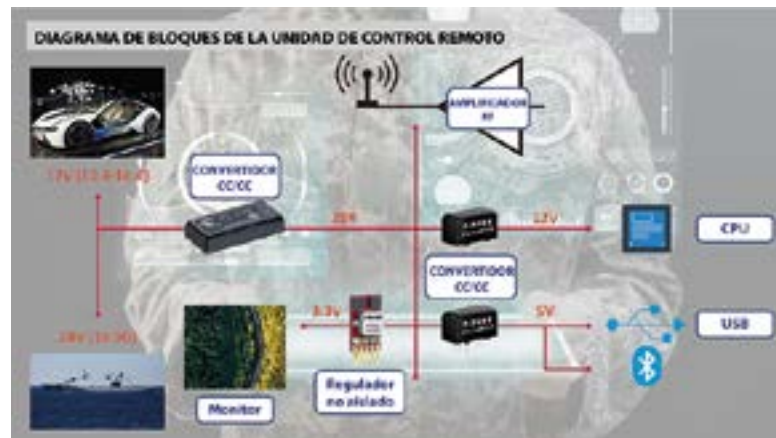 DIAGRAMA DE BLOQUES DE LA UNIDAD DE CONTROL REMOTO
AMPLIFICADOR
RF
CONVERTIDOR
CC/CC
12V
CPU
CONVERTIDOR
CC/CC
3.3V
5V
USB
Regulador
no aislado
Monitor